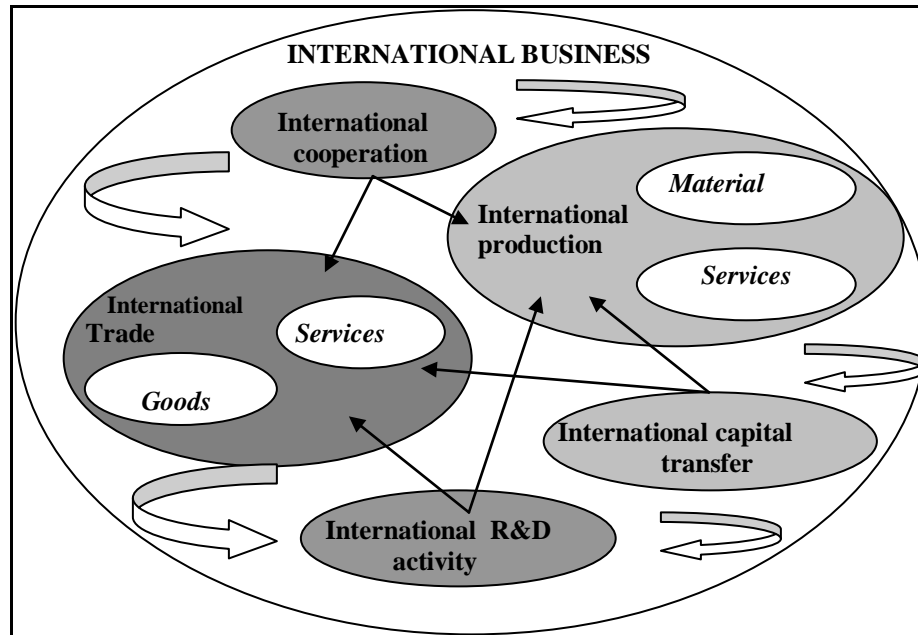 INTERNATIONAL BUSINESS
International
cooperation
Material
International
production
Services
International
Trade
Services
Goods
International capital
transfer
International R&D
activity